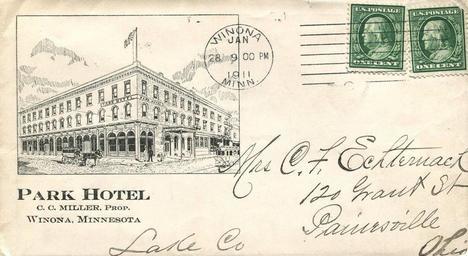 WINONA
JAN
28 9 00 PM
1911
MINN.
U.S. POSTAGE
ONE CENT
U.S. POSTAGE
ONE CENT
PARK HOTEL
C. C. MILLER, PROP.
WINONA, MINNESOTA
Mrs C. F. Echternach
120 Grant St
Painesville
Lake Co Ohio